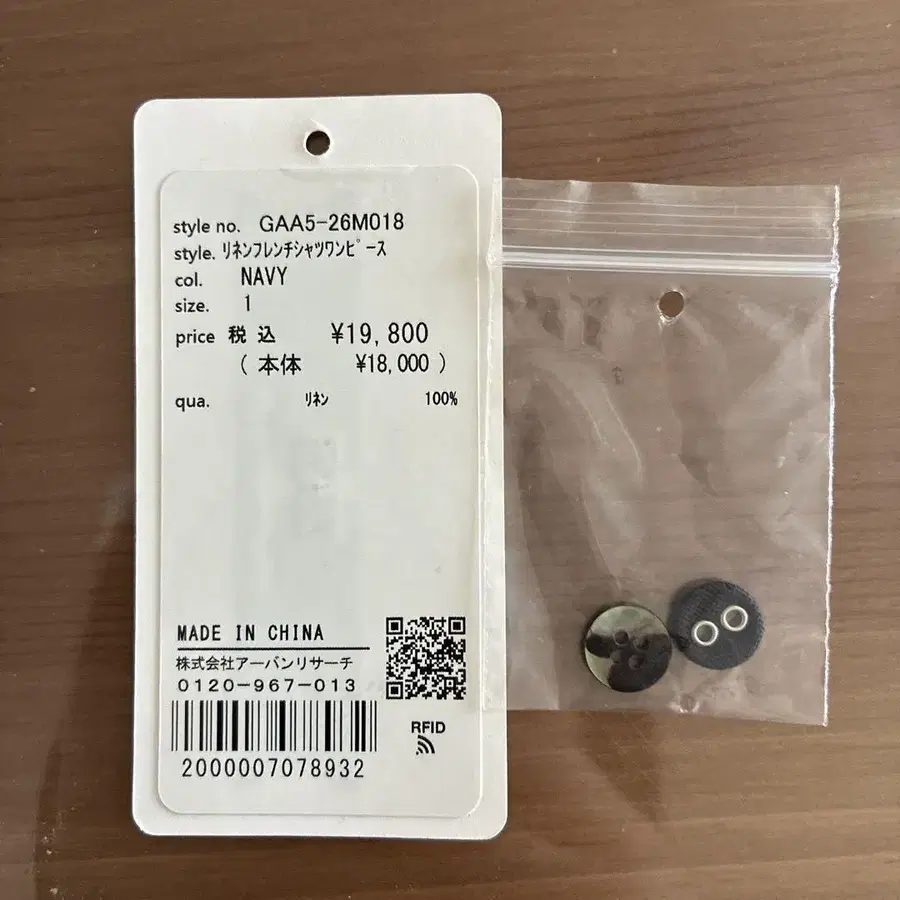 style no. GAA5-26M018
style. ﾘﾈﾝﾌﾚﾝﾁｼｬﾂﾜﾝﾋﾟｰｽ
col. NAVY
size. 1
price 税込 ¥19,800
( 本体 ¥18,000 )
qua. ﾘﾈﾝ 100%
MADE IN CHINA
株式会社アーバンリサーチ
0120-967-013
RFID
2000007078932